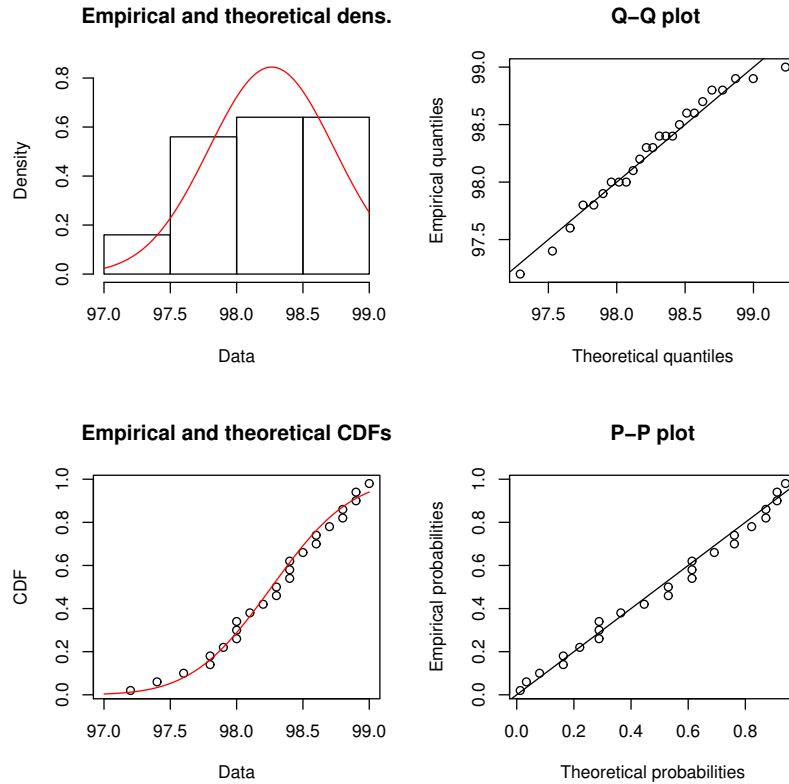 Empirical and theoretical dens.
Density
0.0 0.2 0.4 0.6 0.8
97.0 97.5 98.0 98.5 99.0
Data
Q−Q plot
Empirical quantiles
97.5 98.0 98.5 99.0
97.5 98.0 98.5 99.0
Theoretical quantiles
Empirical and theoretical CDFs
CDF
0.0 0.2 0.4 0.6 0.8 1.0
97.0 97.5 98.0 98.5 99.0
Data
P−P plot
Empirical probabilities
0.0 0.2 0.4 0.6 0.8 1.0
0.0 0.2 0.4 0.6 0.8
Theoretical probabilities